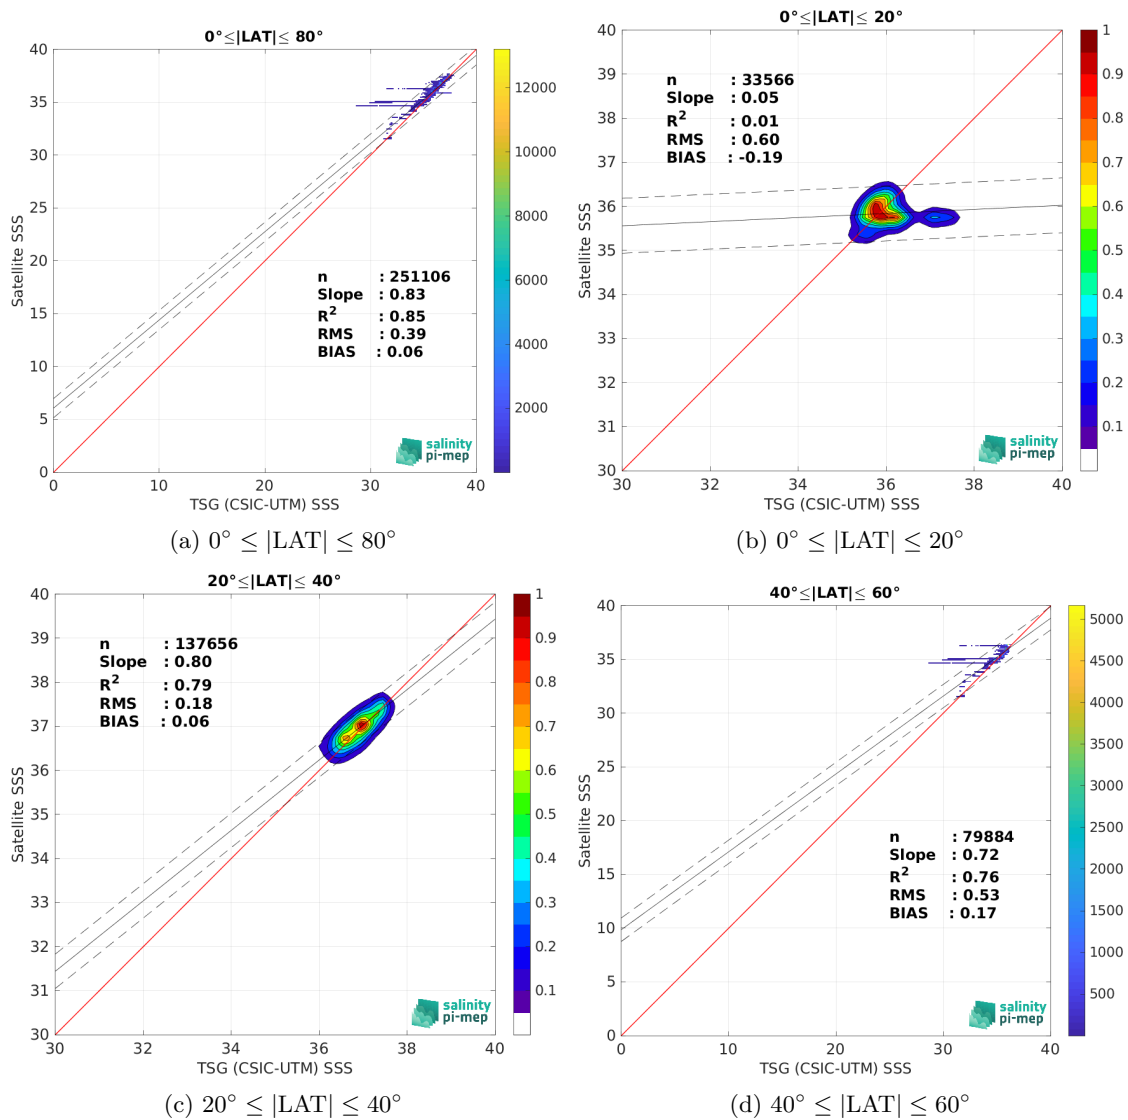 0°≤|LAT|≤ 80°
40
35
30
25
20
15
10
5
0
Satellite SSS
n : 251106
Slope : 0.83
R² : 0.85
RMS : 0.39
BIAS : 0.06
salinity
pi-mep
0 10 20 30 40
TSG (CSIC-UTM) SSS
12000
10000
8000
6000
4000
2000
(a) 0° ≤ |LAT| ≤ 80°
0°≤|LAT|≤ 20°
40
39
38
37
36
35
34
33
32
31
30
Satellite SSS
n : 33566
Slope : 0.05
R² : 0.01
RMS : 0.60
BIAS : -0.19
salinity
pi-mep
30 32 34 36 38 40
TSG (CSIC-UTM) SSS
1
0.9
0.8
0.7
0.6
0.5
0.4
0.3
0.2
0.1
(b) 0° ≤ |LAT| ≤ 20°
20°≤|LAT|≤ 40°
40
39
38
37
36
35
34
33
32
31
30
Satellite SSS
n : 137656
Slope : 0.80
R² : 0.79
RMS : 0.18
BIAS : 0.06
salinity
pi-mep
30 32 34 36 38 40
TSG (CSIC-UTM) SSS
1
0.9
0.8
0.7
0.6
0.5
0.4
0.3
0.2
0.1
(c) 20° ≤ |LAT| ≤ 40°
40°≤|LAT|≤ 60°
40
35
30
25
20
15
10
5
0
Satellite SSS
n : 79884
Slope : 0.72
R² : 0.76
RMS : 0.53
BIAS : 0.17
salinity
pi-mep
0 10 20 30 40
TSG (CSIC-UTM) SSS
5000
4500
4000
3500
3000
2500
2000
1500
1000
500
(d) 40° ≤ |LAT| ≤ 60°